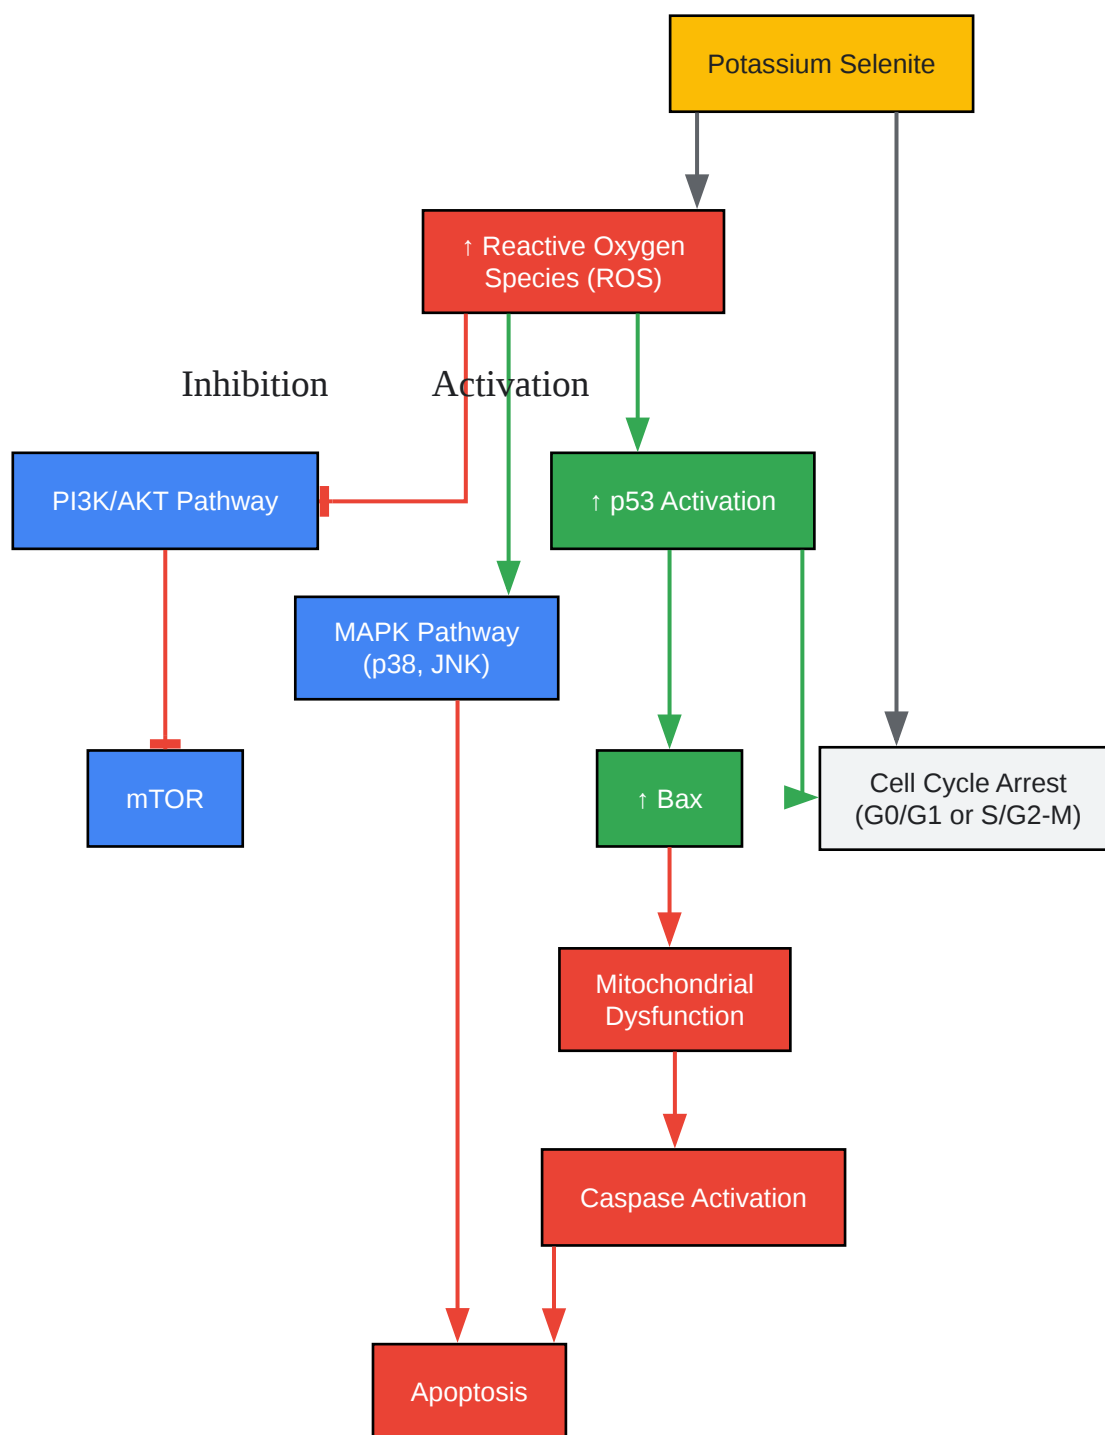 Potassium Selenite
↑ Reactive Oxygen
Species (ROS)
Inhibition
Activation
PI3K/AKT Pathway
↑ p53 Activation
MAPK Pathway
(p38, JNK)
mTOR
↑ Bax
Cell Cycle Arrest
(G0/G1 or S/G2-M)
Mitochondrial
Dysfunction
Caspase Activation
Apoptosis